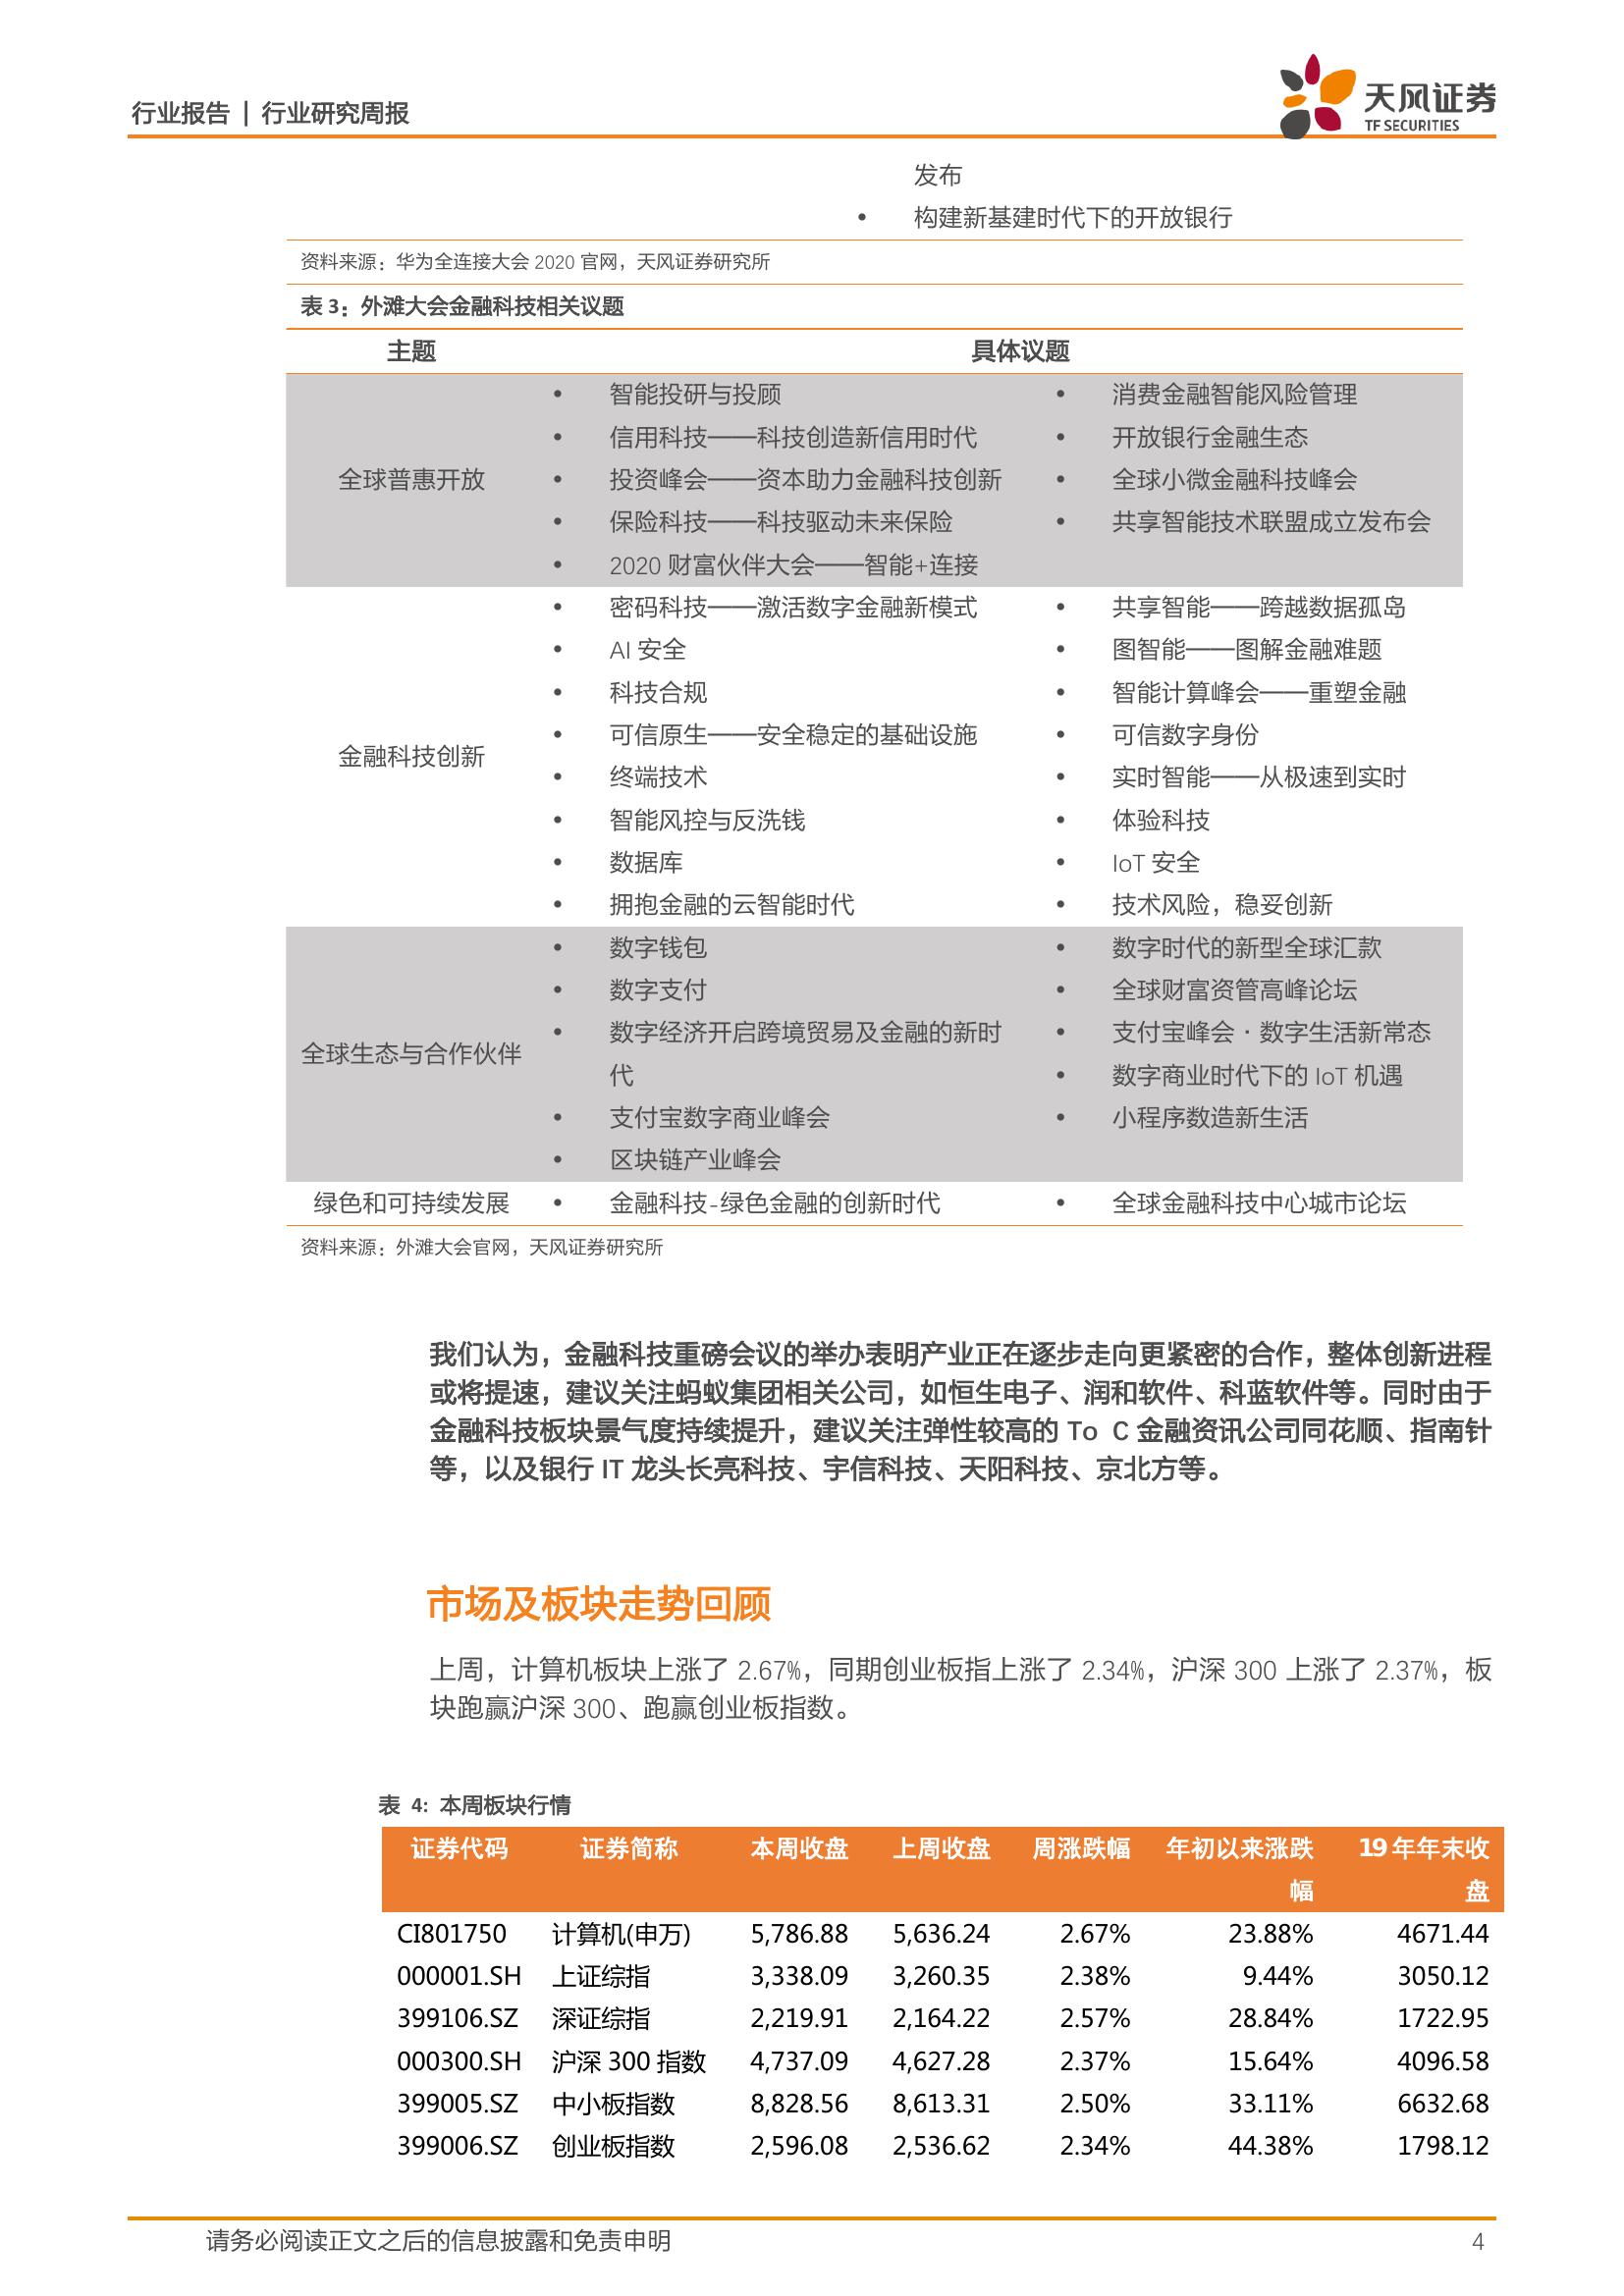 行业报告 | 行业研究周报
天风证券
TF SECURITIES
发布
• 构建新基建时代下的开放银行
资料来源：华为全连接大会 2020 官网，天风证券研究所
表 3：外滩大会金融科技相关议题
主题 具体议题
全球普惠开放
• 智能投研与投顾
• 信用科技——科技创造新信用时代
• 投资峰会——资本助力金融科技创新
• 保险科技——科技驱动未来保险
• 2020 财富伙伴大会——智能+连接
• 消费金融智能风险管理
• 开放银行金融生态
• 全球小微金融科技峰会
• 共享智能技术联盟成立发布会
金融科技创新
• 密码科技——激活数字金融新模式
• AI 安全
• 科技合规
• 可信原生——安全稳定的基础设施
• 终端技术
• 智能风控与反洗钱
• 数据库
• 拥抱金融的云智能时代
• 共享智能——跨越数据孤岛
• 图智能——图解金融难题
• 智能计算峰会——重塑金融
• 可信数字身份
• 实时智能——从极速到实时
• 体验科技
• IoT 安全
• 技术风险，稳妥创新
全球生态与合作伙伴
• 数字钱包
• 数字支付
• 数字经济开启跨境贸易及金融的新时
代
• 支付宝数字商业峰会
• 区块链产业峰会
• 数字时代的新型全球汇款
• 全球财富资管高峰论坛
• 支付宝峰会·数字生活新常态
• 数字商业时代下的 IoT 机遇
• 小程序数造新生活
绿色和可持续发展
• 金融科技-绿色金融的创新时代
• 全球金融科技中心城市论坛
资料来源：外滩大会官网，天风证券研究所
我们认为，金融科技重磅会议的举办表明产业正在逐步走向更紧密的合作，整体创新进程
或将提速，建议关注蚂蚁集团相关公司，如恒生电子、润和软件、科蓝软件等。同时由于
金融科技板块景气度持续提升，建议关注弹性较高的 To C 金融资讯公司同花顺、指南针
等，以及银行 IT 龙头长亮科技、宇信科技、天阳科技、京北方等。
市场及板块走势回顾
上周，计算机板块上涨了 2.67%，同期创业板指上涨了 2.34%，沪深 300 上涨了 2.37%，板
块跑赢沪深 300、跑赢创业板指数。
表 4：本周板块行情
证券代码 证券简称 本周收盘 上周收盘 周涨跌幅 年初以来涨跌 19 年年末收
幅 盘
CI801750 计算机(申万) 5,786.88 5,636.24 2.67% 23.88% 4671.44
000001.SH 上证综指 3,338.09 3,260.35 2.38% 9.44% 3050.12
399106.SZ 深证综指 2,219.91 2,164.22 2.57% 28.84% 1722.95
000300.SH 沪深 300 指数 4,737.09 4,627.28 2.37% 15.64% 4096.58
399005.SZ 中小板指数 8,828.56 8,613.31 2.50% 33.11% 6632.68
399006.SZ 创业板指数 2,596.08 2,536.62 2.34% 44.38% 1798.12
请务必阅读正文之后的信息披露和免责申明 4